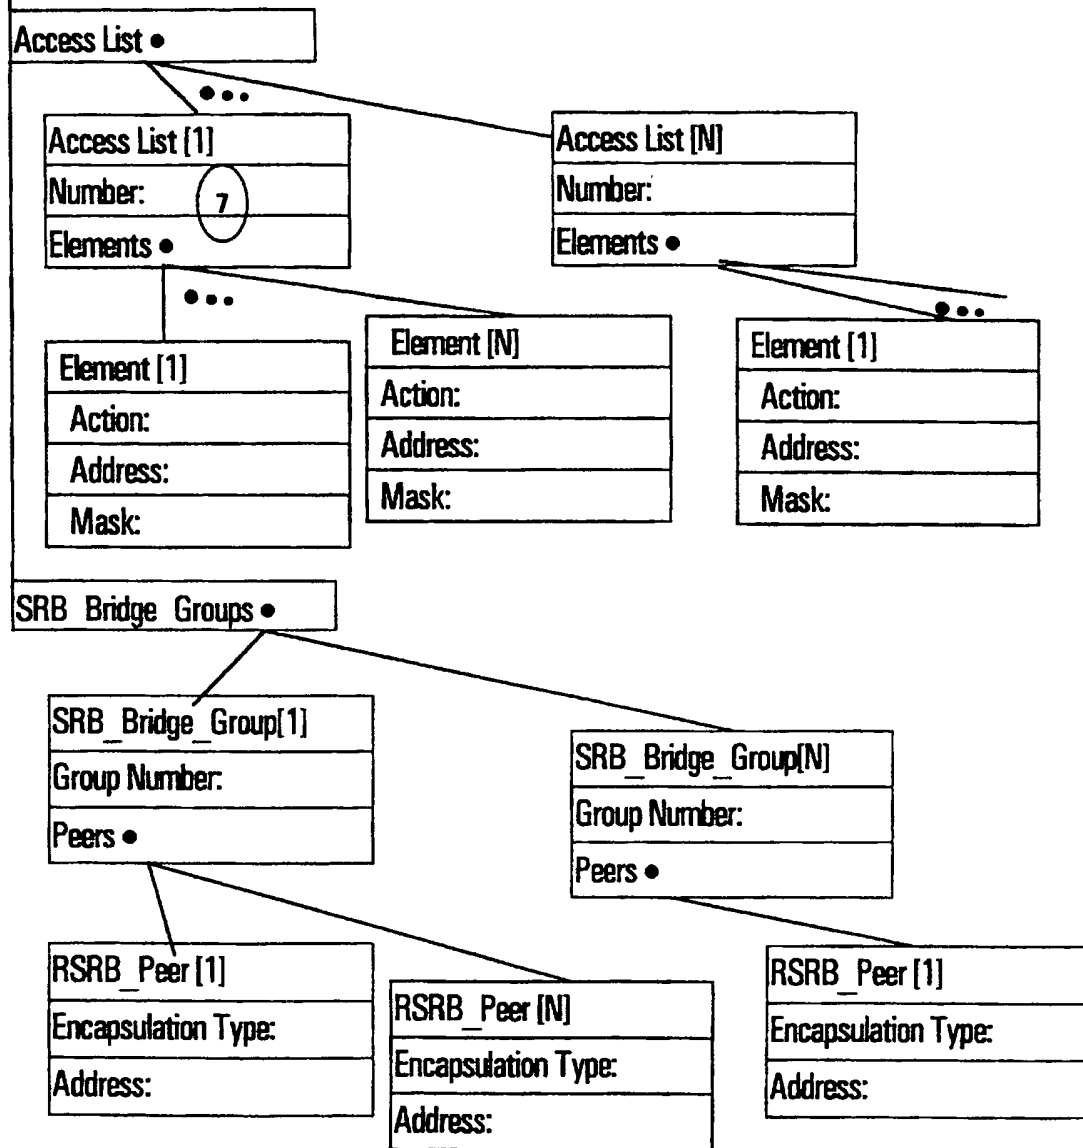 Access List
Access List [1]
Number:
7
Elements
Access List [N]
Number:
Elements
Element [1]
Action:
Address:
Mask:
Element [N]
Action:
Address:
Mask:
Element [1]
Action:
Address:
Mask:
SRB Bridge Groups
SRB_Bridge_Group[1]
Group Number:
Peers
SRB_Bridge_Group[N]
Group Number:
Peers
RSRB_Peer [1]
Encapsulation Type:
Address:
RSRB_Peer [N]
Encapsulation Type:
Address:
RSRB_Peer [1]
Encapsulation Type:
Address: